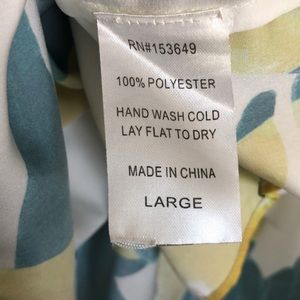 RN#153649
100% POLYESTER
HAND WASH COLD
LAY FLAT TO DRY
MADE IN CHINA
LARGE